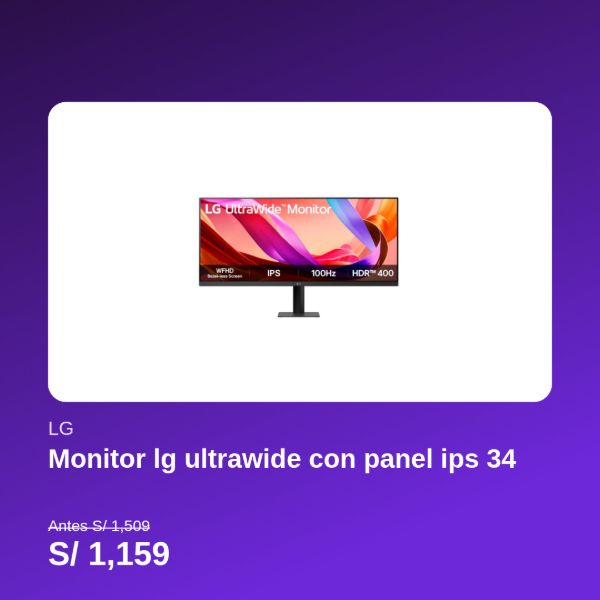 LG UltraWide™ Monitor
WFHD
IPS
100Hz
HDR™ 400
LG
Monitor lg ultrawide con panel ips 34
Antes S/ 1,509
S/ 1,159